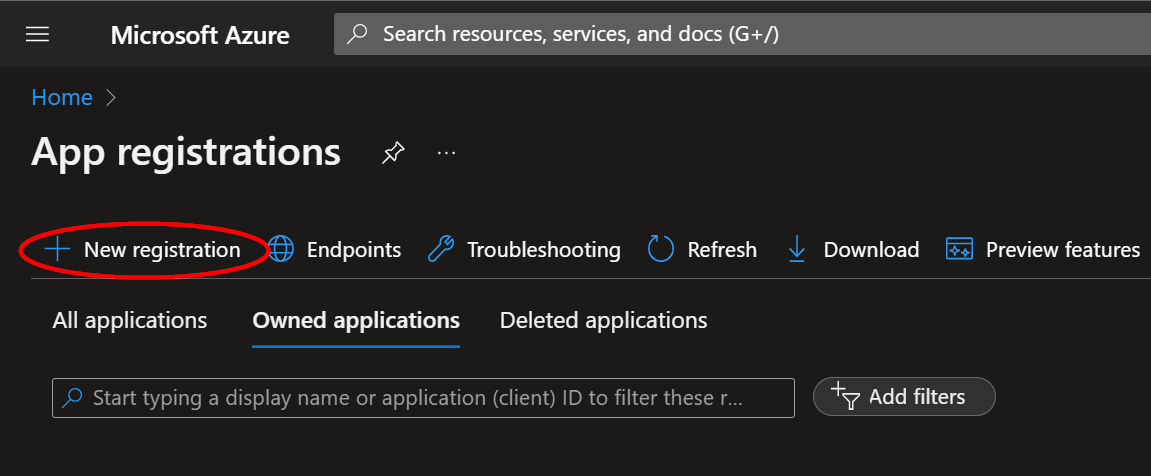 Microsoft Azure Search resources, services, and docs (G+/)
Home
App registrations
New registration Endpoints Troubleshooting Refresh Download Preview features
All applications Owned applications Deleted applications
Start typing a display name or application (client) ID to filter these r... Add filters